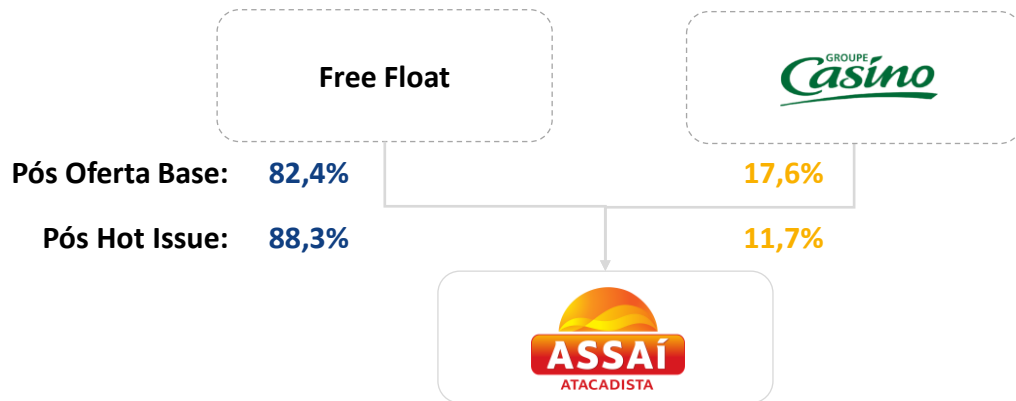 Free Float
GROUPE
Casino
Pós Oferta Base: 82,4% 17,6%
Pós Hot Issue: 88,3% 11,7%
ASSAÍ
ATACADISTA